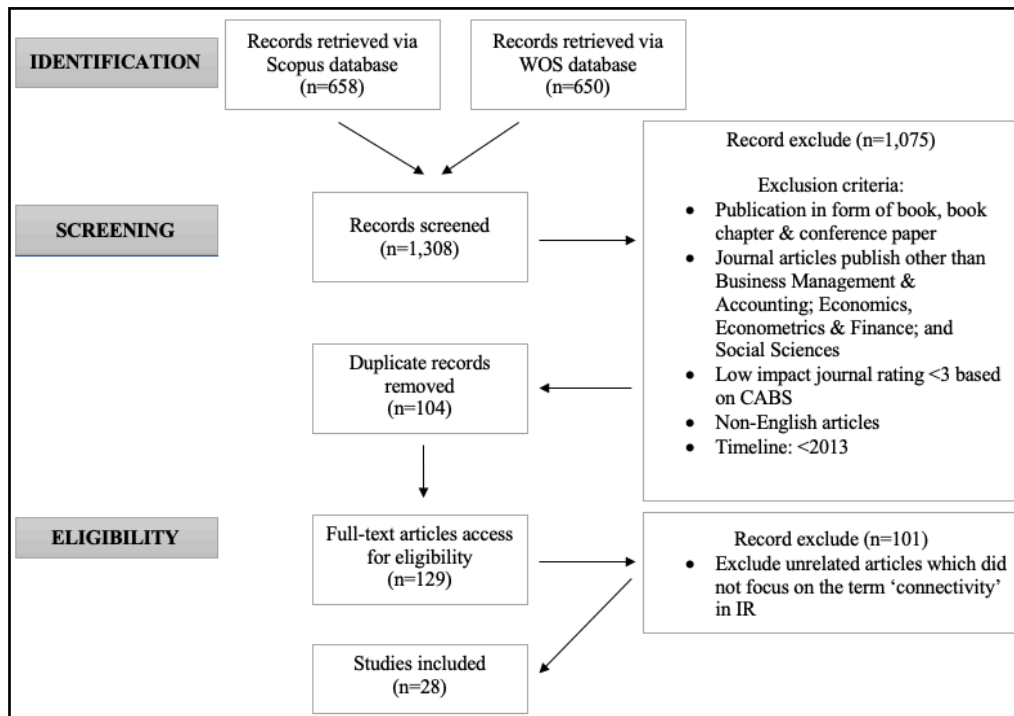 IDENTIFICATION
Records retrieved via
Scopus database
(n=658)
Records retrieved via
WOS database
(n=650)
SCREENING
Records screened
(n=1,308)
Record exclude (n=1,075)
Exclusion criteria:
• Publication in form of book, book
chapter & conference paper
• Journal articles publish other than
Business Management &
Accounting; Economics,
Econometrics & Finance; and
Social Sciences
• Low impact journal rating <3 based
on CABS
• Non-English articles
• Timeline: <2013
Duplicate records
removed
(n=104)
ELIGIBILITY
Full-text articles access
for eligibility
(n=129)
Record exclude (n=101)
• Exclude unrelated articles which did
not focus on the term ‘connectivity’
in IR
Studies included
(n=28)